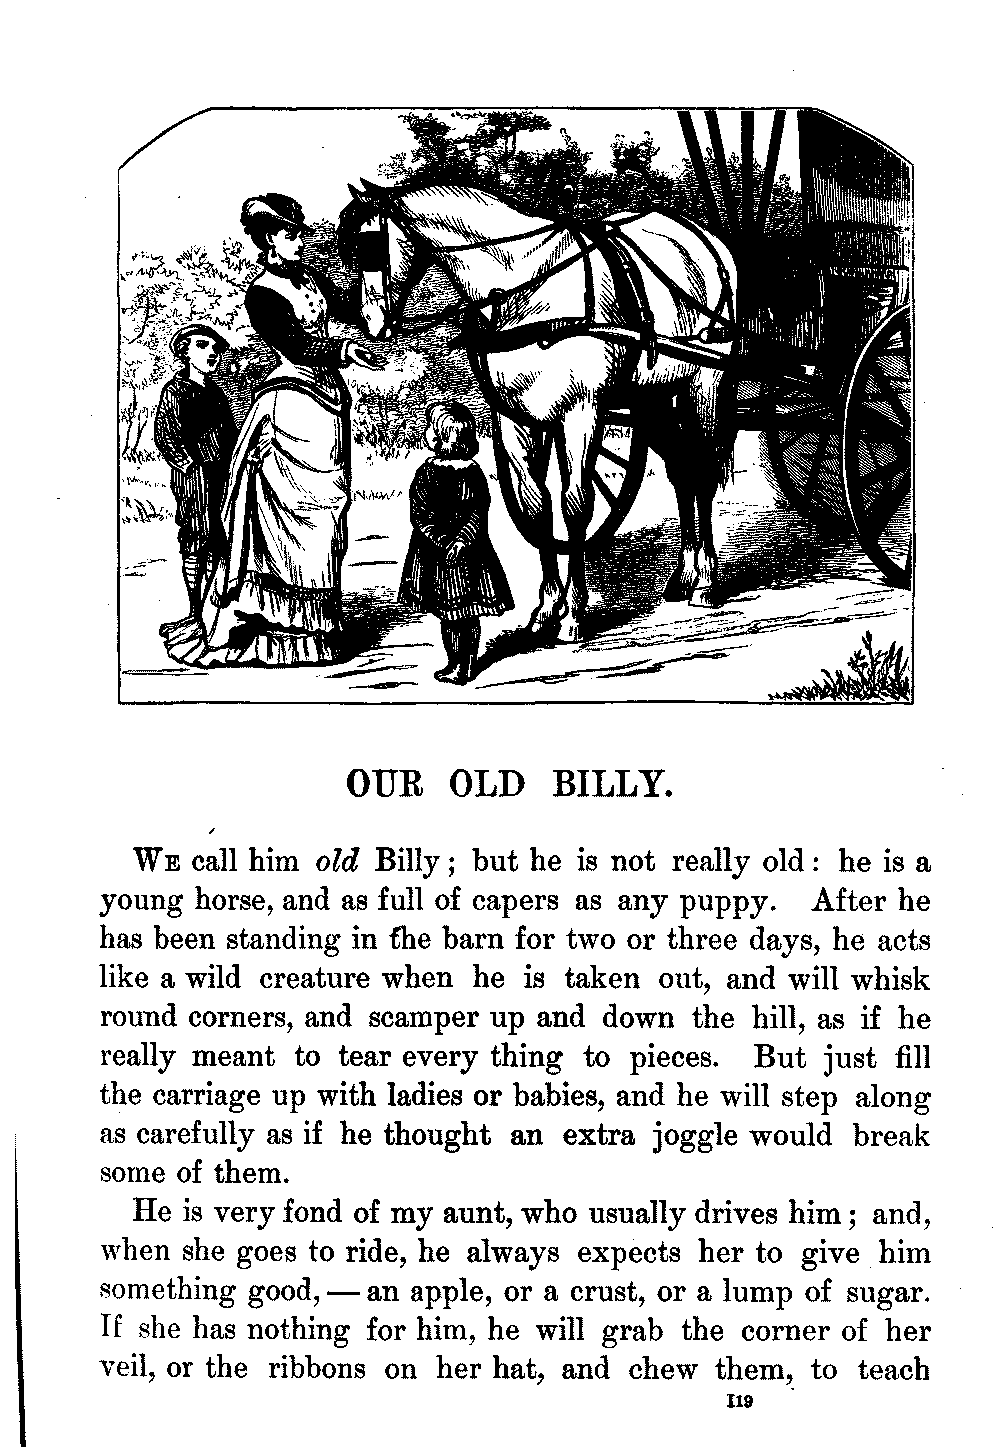 OUR OLD BILLY.
WE call him old Billy; but he is not really old: he is a
young horse, and as full of capers as any puppy. After he
has been standing in the barn for two or three days, he acts
like a wild creature when he is taken out, and will whisk
round corners, and scamper up and down the hill, as if he
really meant to tear every thing to pieces. But just fill
the carriage up with ladies or babies, and he will step along
as carefully as if he thought an extra joggle would break
some of them.
He is very fond of my aunt, who usually drives him; and,
when she goes to ride, he always expects her to give him
something good,—an apple, or a crust, or a lump of sugar.
If she has nothing for him, he will grab the corner of her
veil, or the ribbons on her hat, and chew them, to teach
119